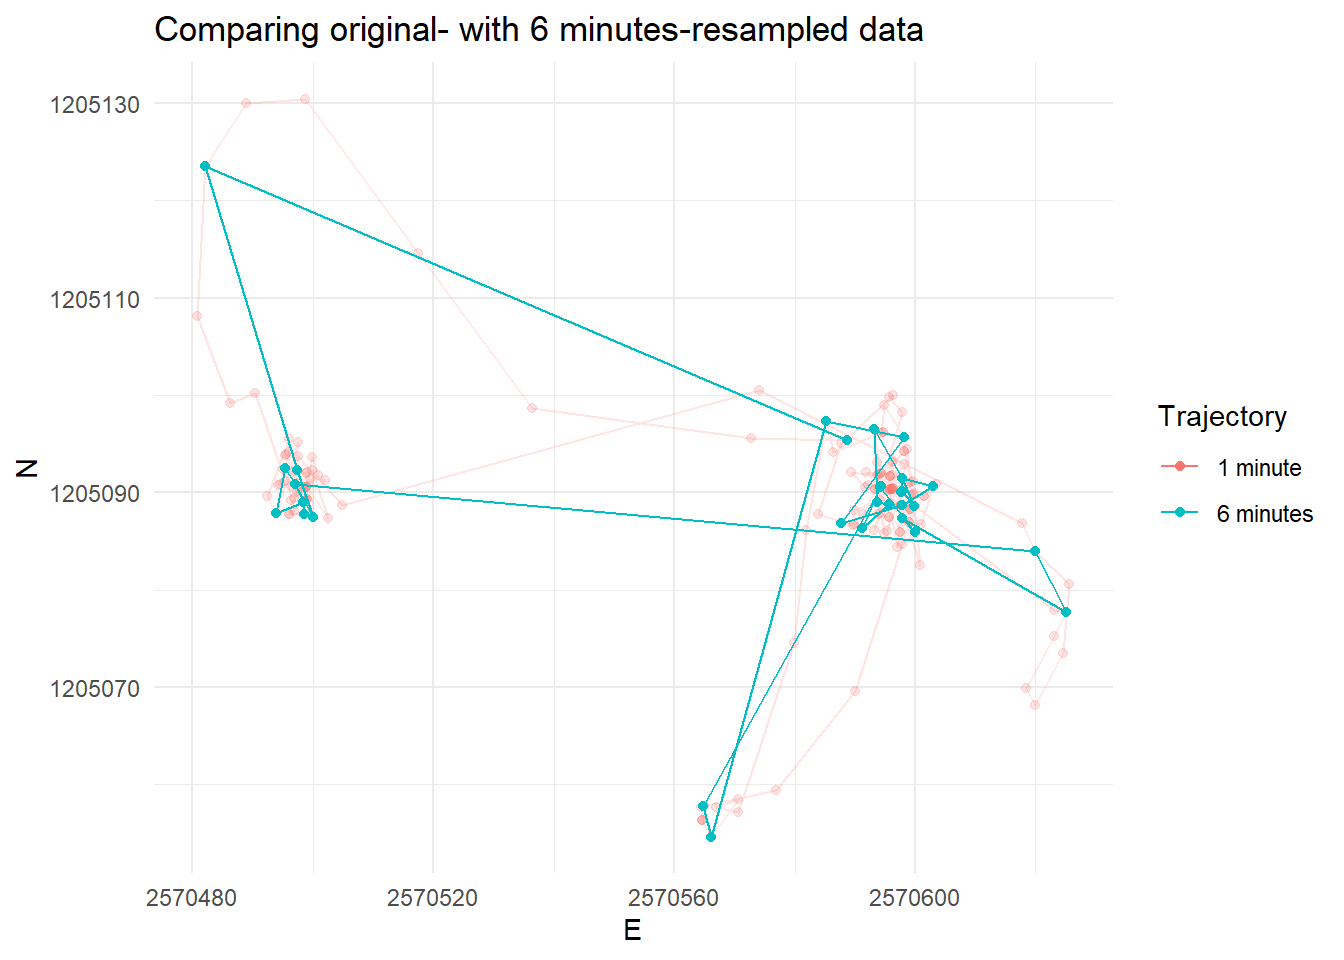 Comparing original- with 6 minutes-resampled data
1205130
1205110
1205090
1205070
N
2570480
2570520
2570560
2570600
E
Trajectory
1 minute
6 minutes